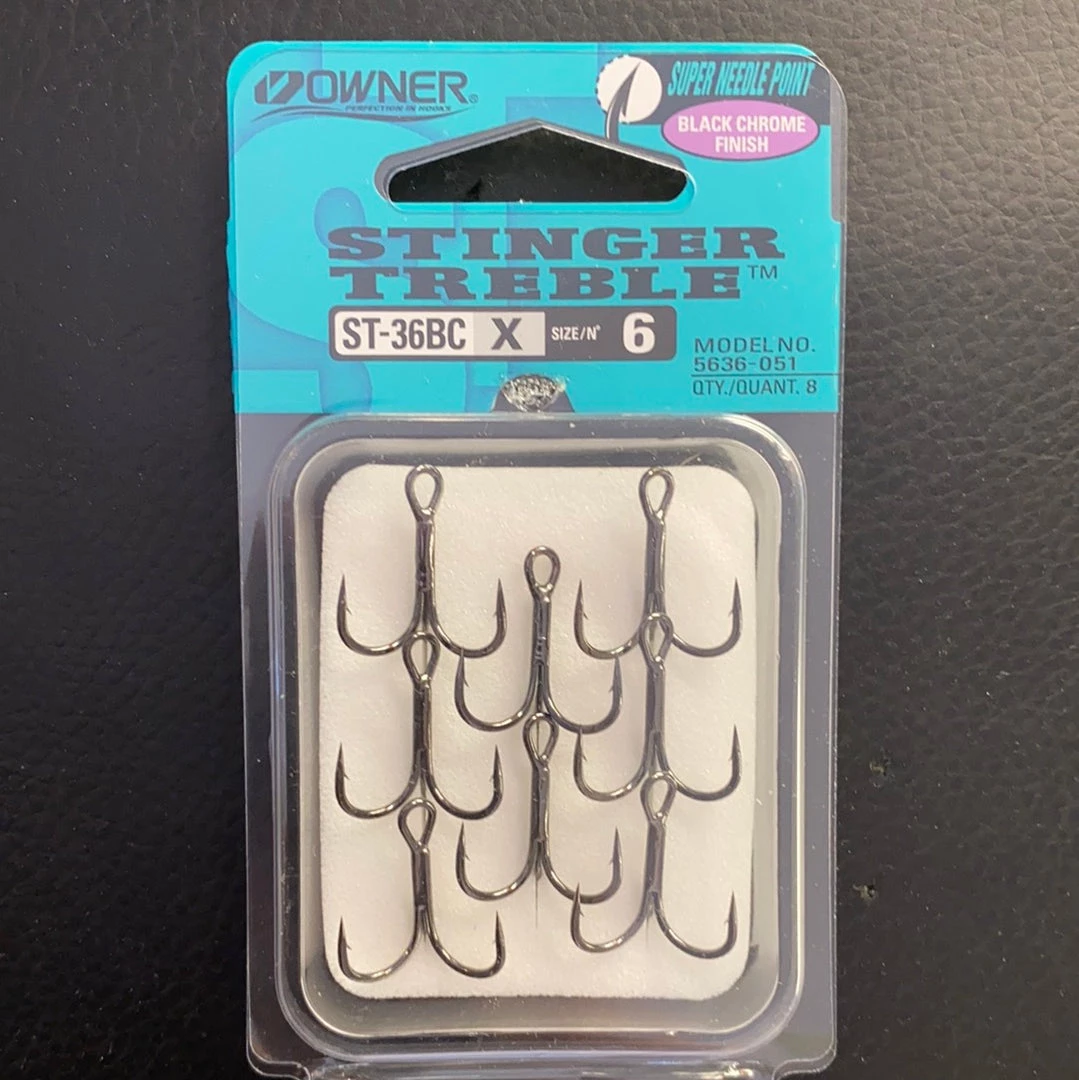 OWNER®
PERFECTION IN HOOKS
SUPER NEEDLE POINT
BLACK CHROME
FINISH
STINGER
TREBLE™
ST-36BC X SIZE/Nº 6
MODEL NO.
5636-051
QTY./QUANT. 8